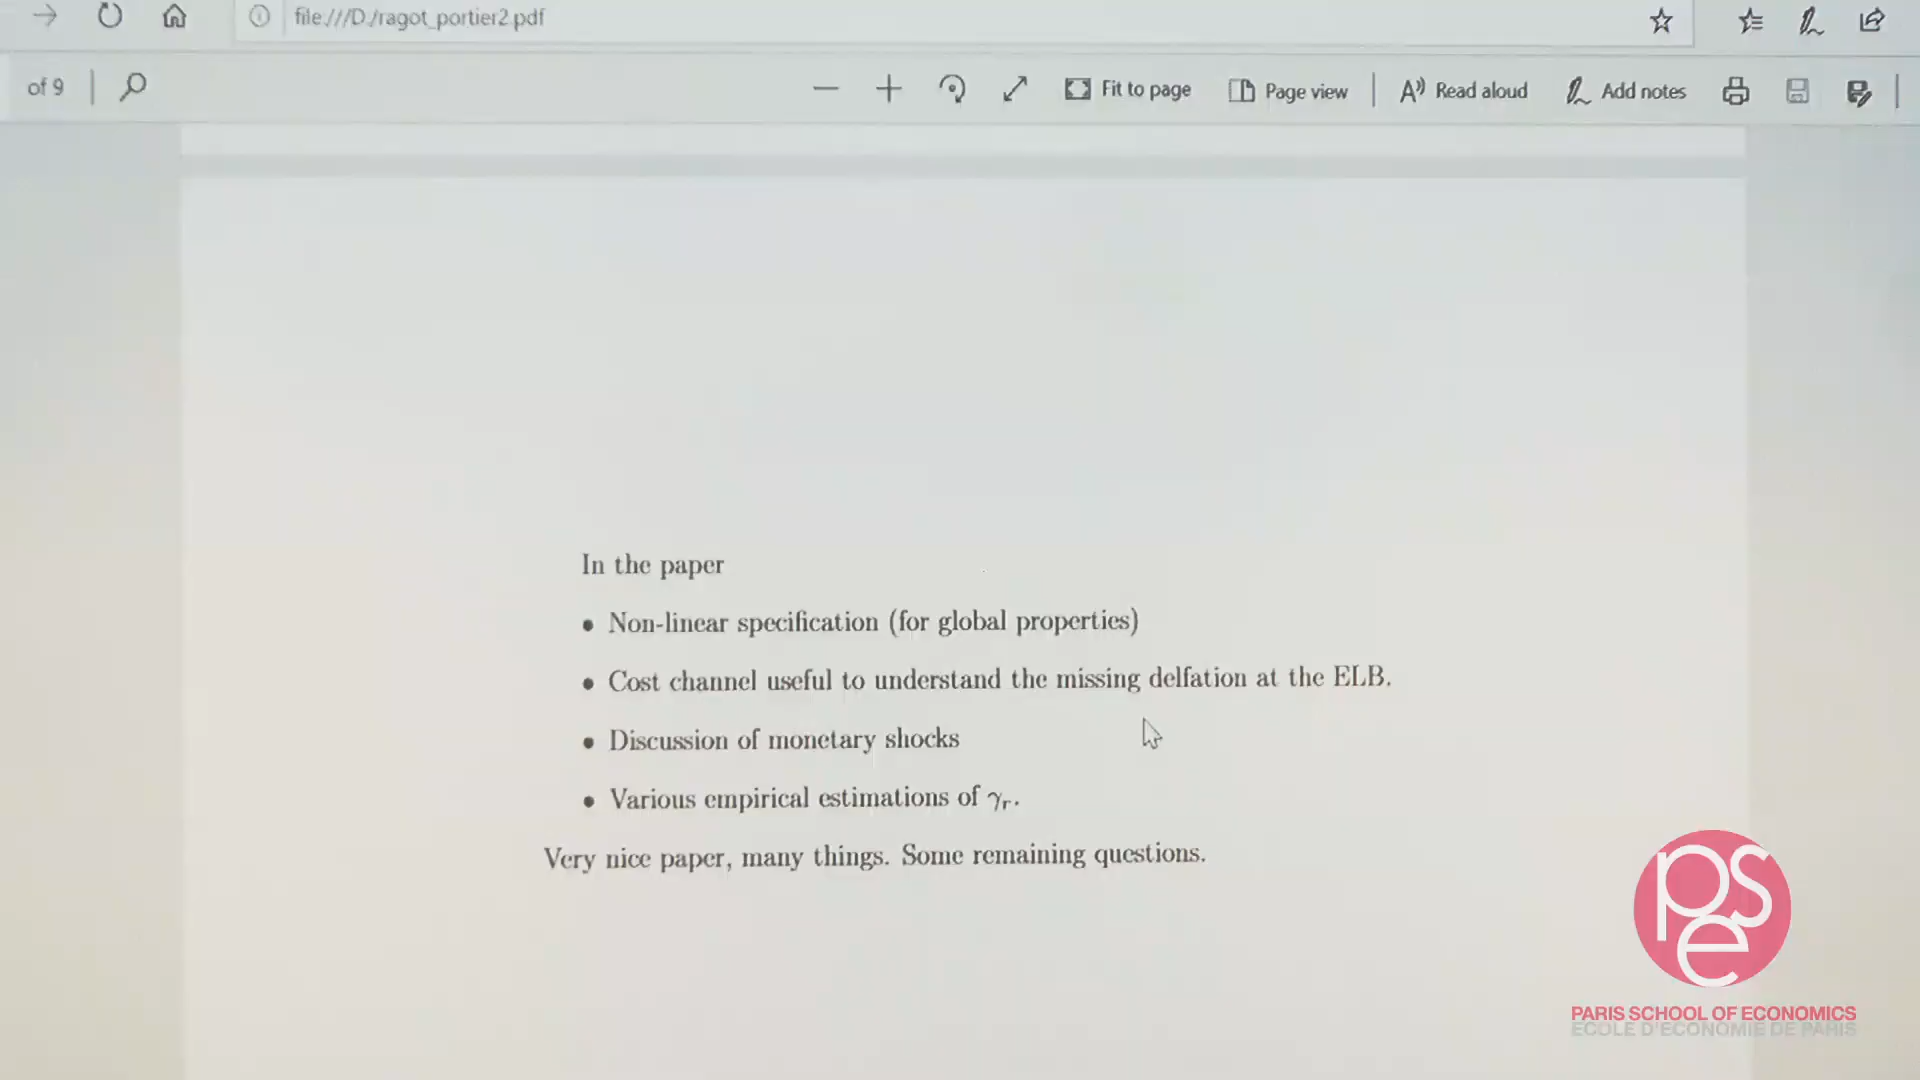 file:///D:/ragot_portier2.pdf
of 9
Fit to page
Page view
A))
Read aloud
Add notes
In the paper
• Non-linear specification (for global properties)
• Cost channel useful to understand the missing delfation at the ELB.
• Discussion of monetary shocks
• Various empirical estimations of γr.
Very nice paper, many things. Some remaining questions.
pse
PARIS SCHOOL OF ECONOMICS
ECOLE D'ECONOMIE DE PARIS